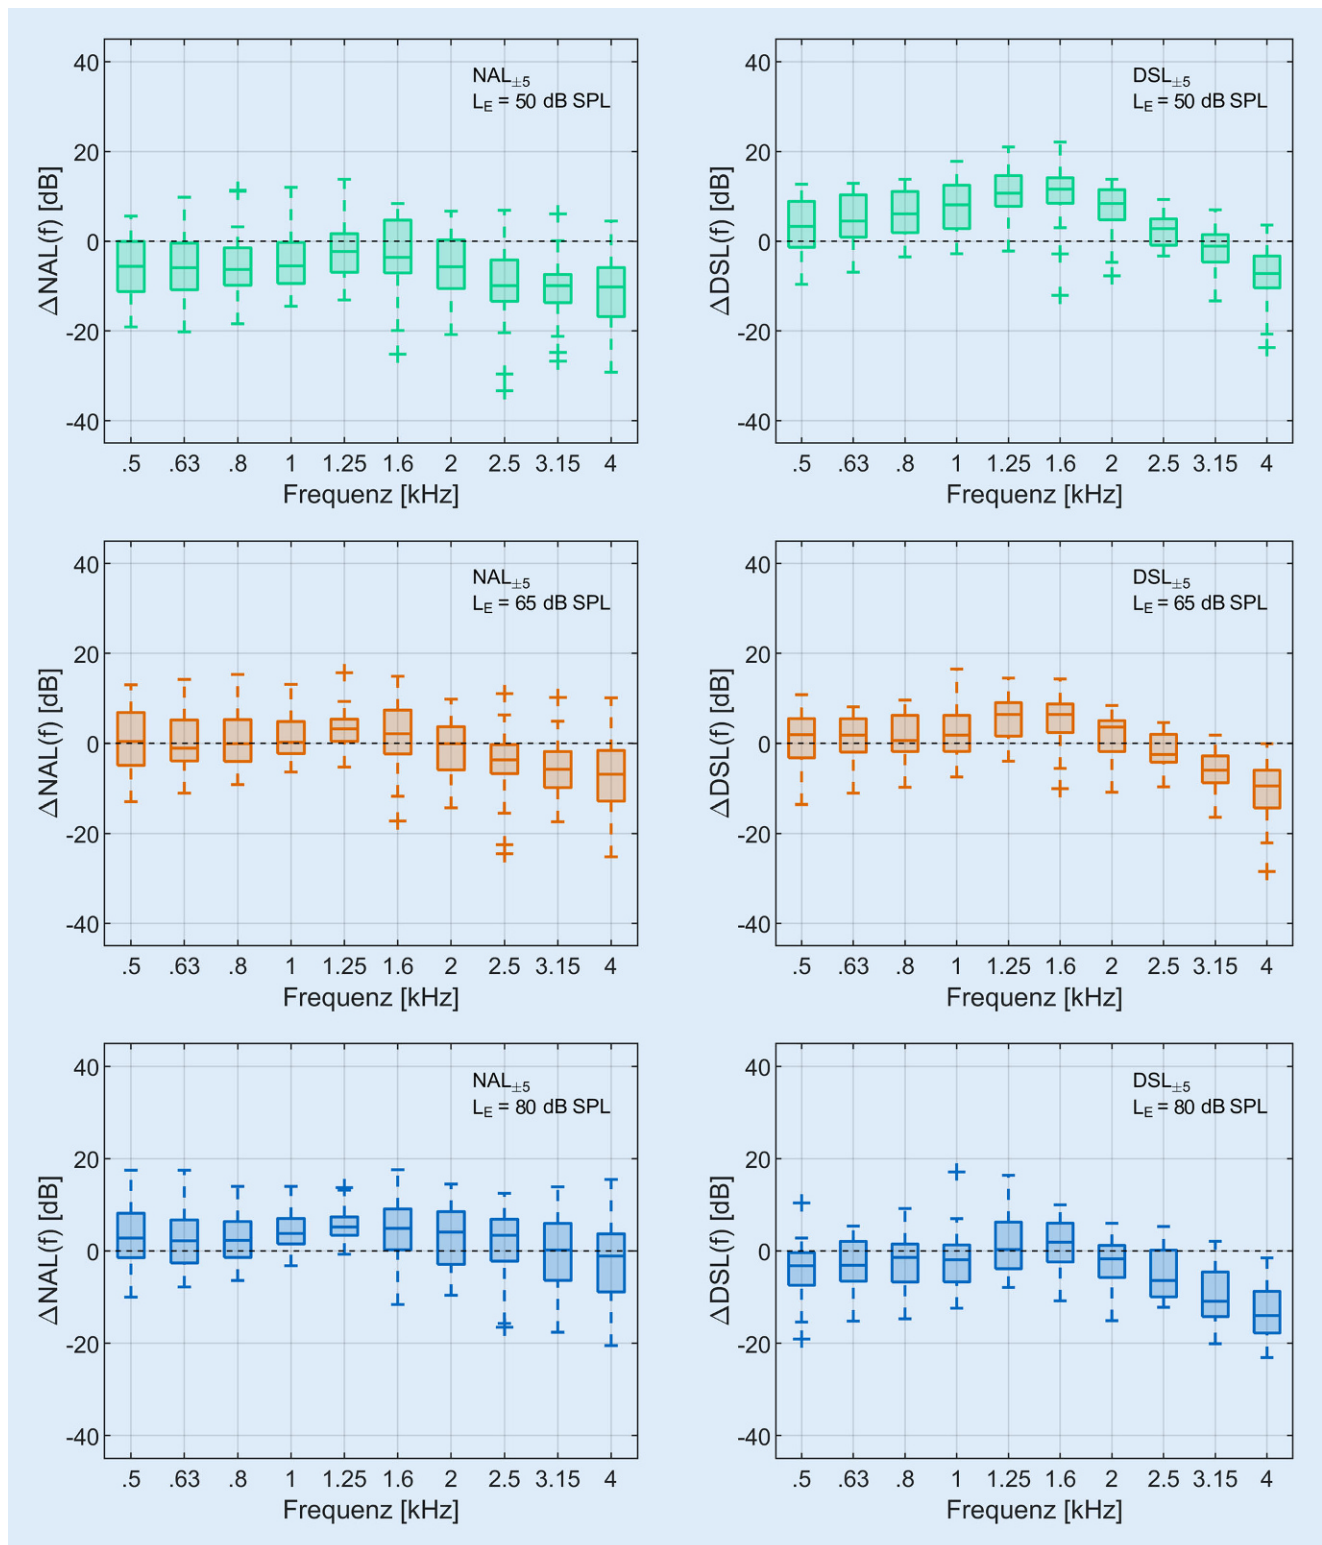 NAL±5
L_E = 50 dB SPL
ΔNAL(f) [dB]
40
20
0
-20
-40
.5 .63 .8 1 1.25 1.6 2 2.5 3.15 4
Frequenz [kHz]
DSL±5
L_E = 50 dB SPL
ΔDSL(f) [dB]
40
20
0
-20
-40
.5 .63 .8 1 1.25 1.6 2 2.5 3.15 4
Frequenz [kHz]
NAL±5
L_E = 65 dB SPL
ΔNAL(f) [dB]
40
20
0
-20
-40
.5 .63 .8 1 1.25 1.6 2 2.5 3.15 4
Frequenz [kHz]
DSL±5
L_E = 65 dB SPL
ΔDSL(f) [dB]
40
20
0
-20
-40
.5 .63 .8 1 1.25 1.6 2 2.5 3.15 4
Frequenz [kHz]
NAL±5
L_E = 80 dB SPL
ΔNAL(f) [dB]
40
20
0
-20
-40
.5 .63 .8 1 1.25 1.6 2 2.5 3.15 4
Frequenz [kHz]
DSL±5
L_E = 80 dB SPL
ΔDSL(f) [dB]
40
20
0
-20
-40
.5 .63 .8 1 1.25 1.6 2 2.5 3.15 4
Frequenz [kHz]